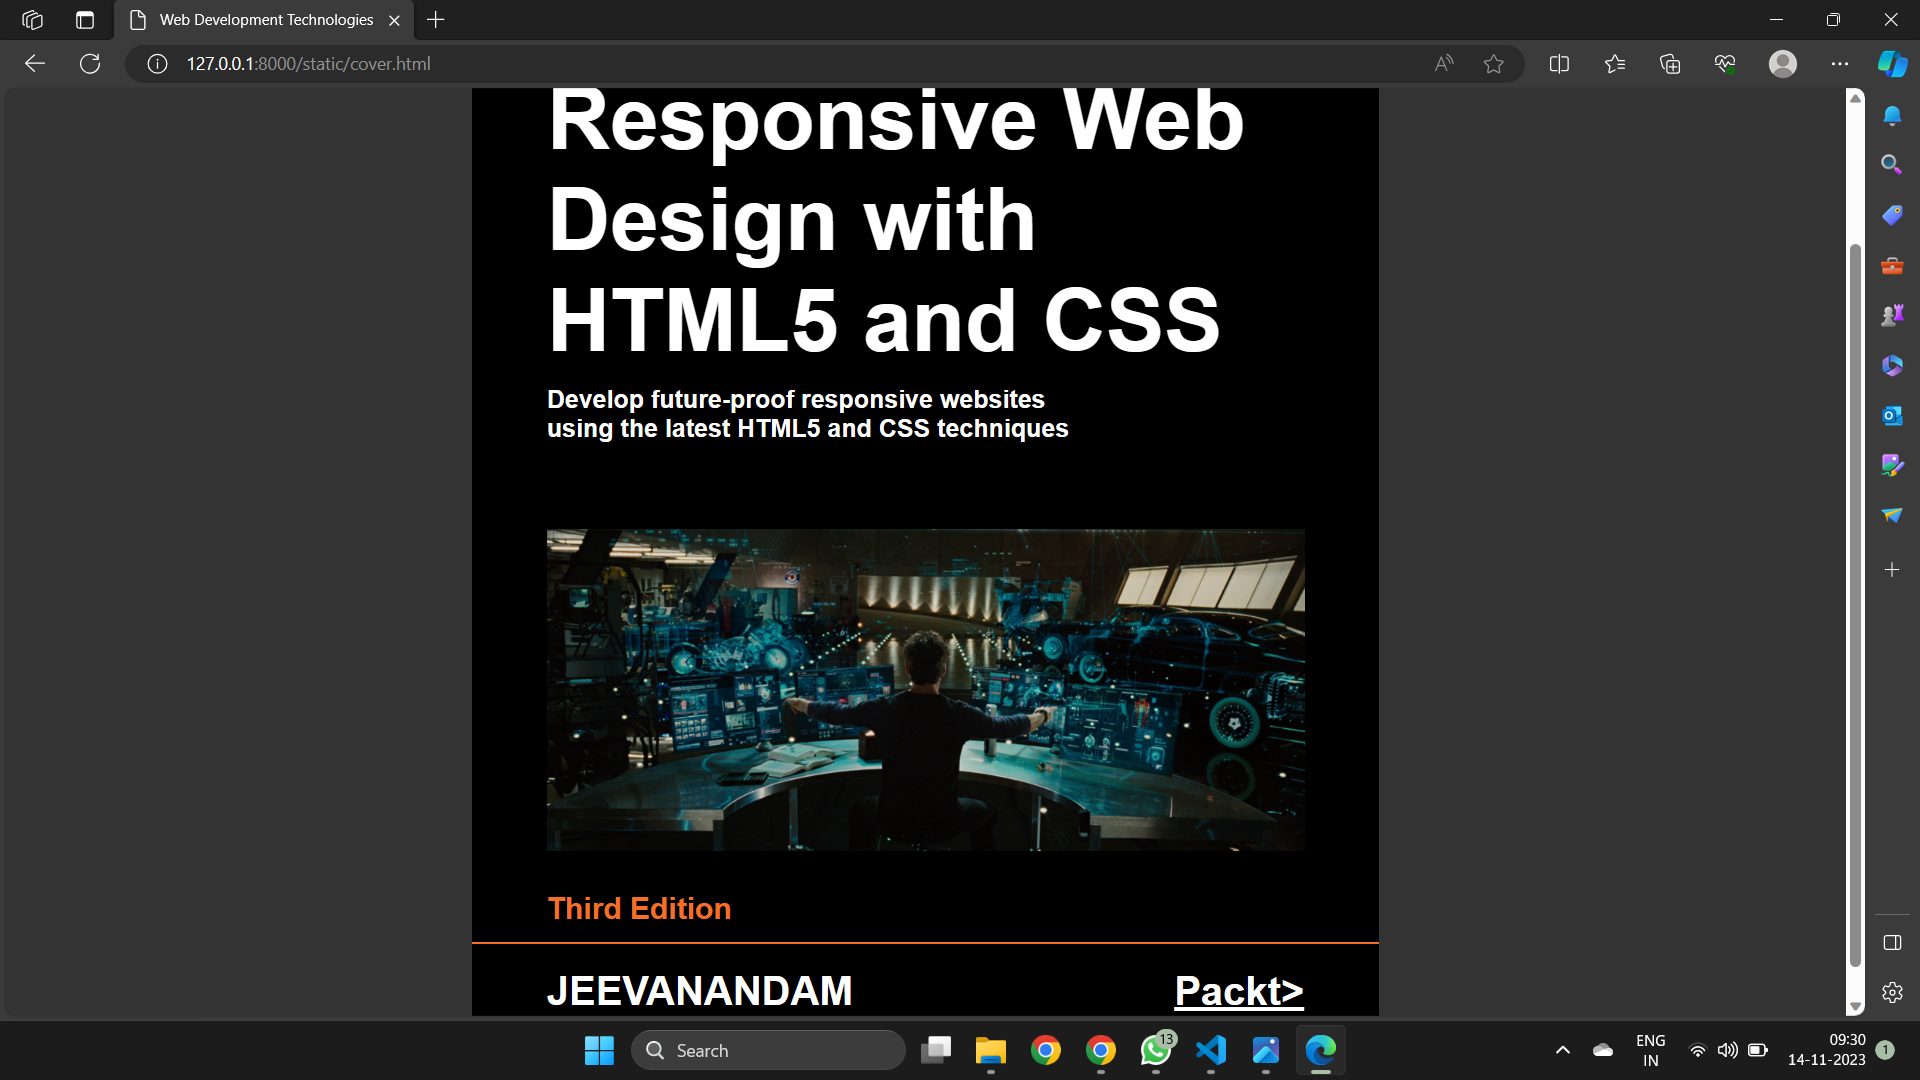 Web Development Technologies
127.0.0.1:8000/static/cover.html
Responsive Web
Design with
HTML5 and CSS
Develop future-proof responsive websites
using the latest HTML5 and CSS techniques
Third Edition
JEEVANANDAM
Packt>
Search
13
ENG
IN
09:30
14-11-2023
1